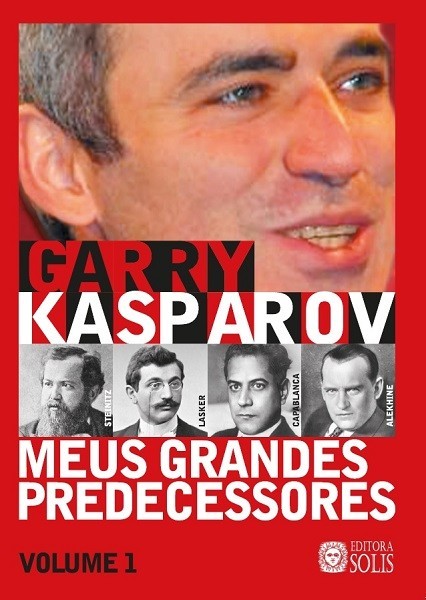 GARRY
KASPAROV
STEINITZ
LASKER
CAPABLANCA
ALEKHINE
MEUS GRANDES
PREDECESSORES
VOLUME 1
EDITORA
SOLIS